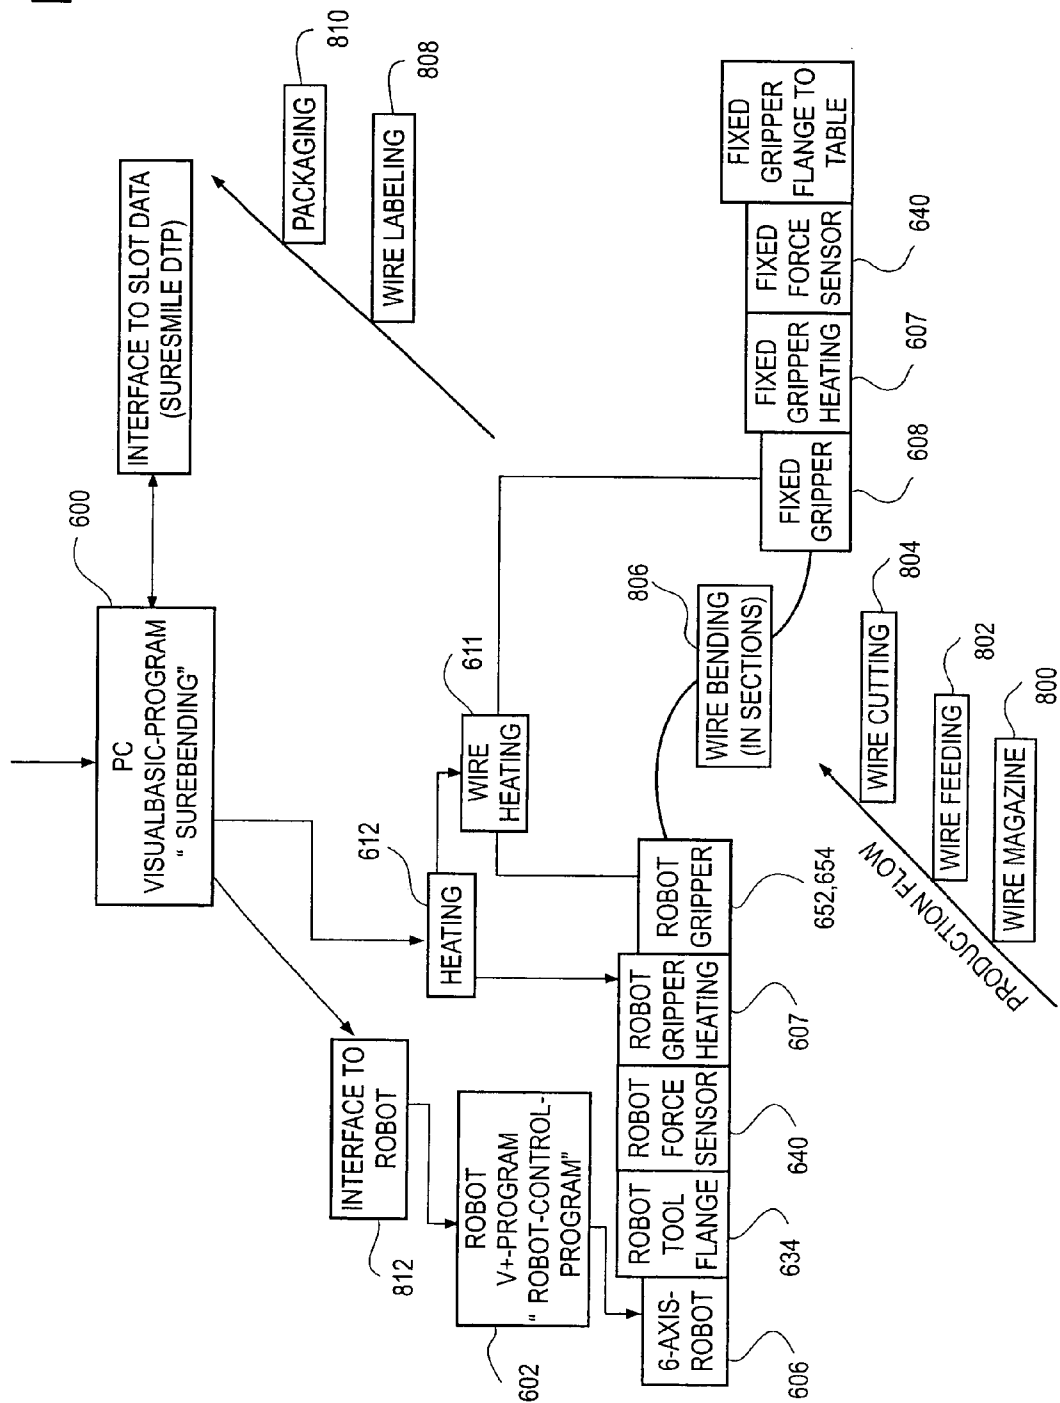 600
PC
VISUALBASIC-PROGRAM
“ SUREBENDING”
INTERFACE TO SLOT DATA
(SURESMILE DTP)
810
PACKAGING
808
WIRE LABELING
INTERFACE TO
ROBOT
812
612
HEATING
611
WIRE
HEATING
ROBOT
V+-PROGRAM
“ ROBOT-CONTROL-
PROGRAM”
602
6-AXIS-
ROBOT
606
ROBOT
TOOL
FLANGE
634
ROBOT
FORCE
SENSOR
640
ROBOT
GRIPPER
HEATING
607
ROBOT
GRIPPER
652,654
806
WIRE BENDING
(IN SECTIONS)
FIXED
GRIPPER
608
FIXED
GRIPPER
HEATING
607
FIXED
FORCE
SENSOR
640
FIXED
GRIPPER
FLANGE TO
TABLE
PRODUCTION FLOW
WIRE CUTTING
804
WIRE FEEDING
802
WIRE MAGAZINE
800